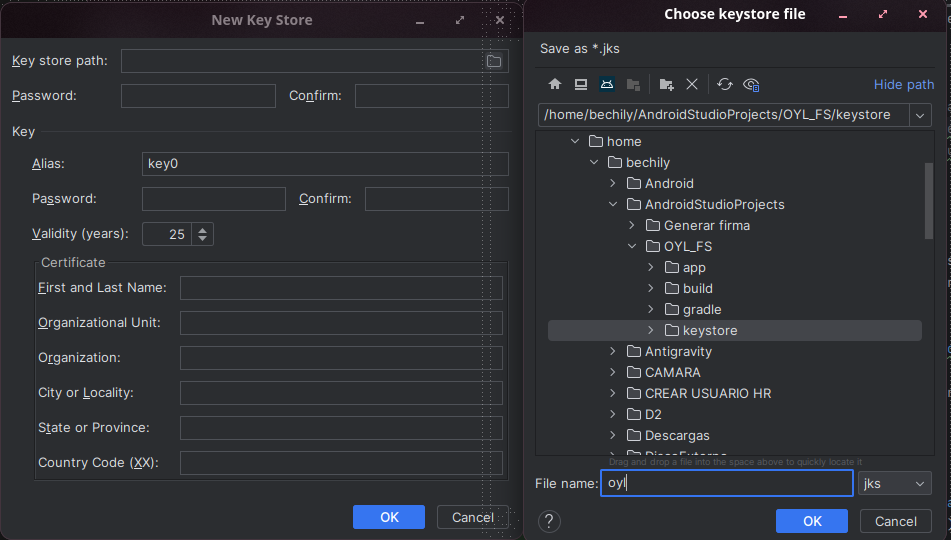 New Key Store
Key store path:
Password:
Confirm:
Key
Alias:
key0
Password:
Confirm:
Validity (years):
25
Certificate
First and Last Name:
Organizational Unit:
Organization:
City or Locality:
State or Province:
Country Code (XX):
OK
Cancel
Choose keystore file
Save as *.jks
Hide path
/home/bechily/AndroidStudioProjects/OYL_FS/keystore
home
bechily
Android
AndroidStudioProjects
Generar firma
OYL_FS
app
build
gradle
keystore
Antigravity
CAMARA
CREAR USUARIO HR
D2
Descargas
Drag and drop a file into the space above to quickly locate it
File name:
oyl
jks
?
OK
Cancel